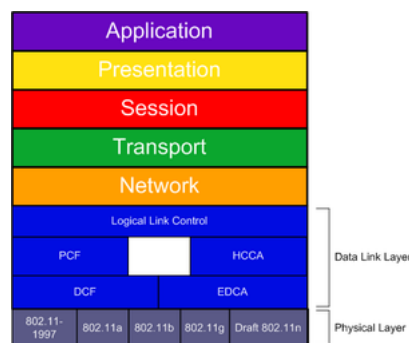 Application
Presentation
Session
Transport
Network
Logical Link Control
PCF
HCCA
Data Link Layer
DCF
EDCA
802.11-
1997
802.11a
802.11b
802.11g
Draft 802.11n
Physical Layer